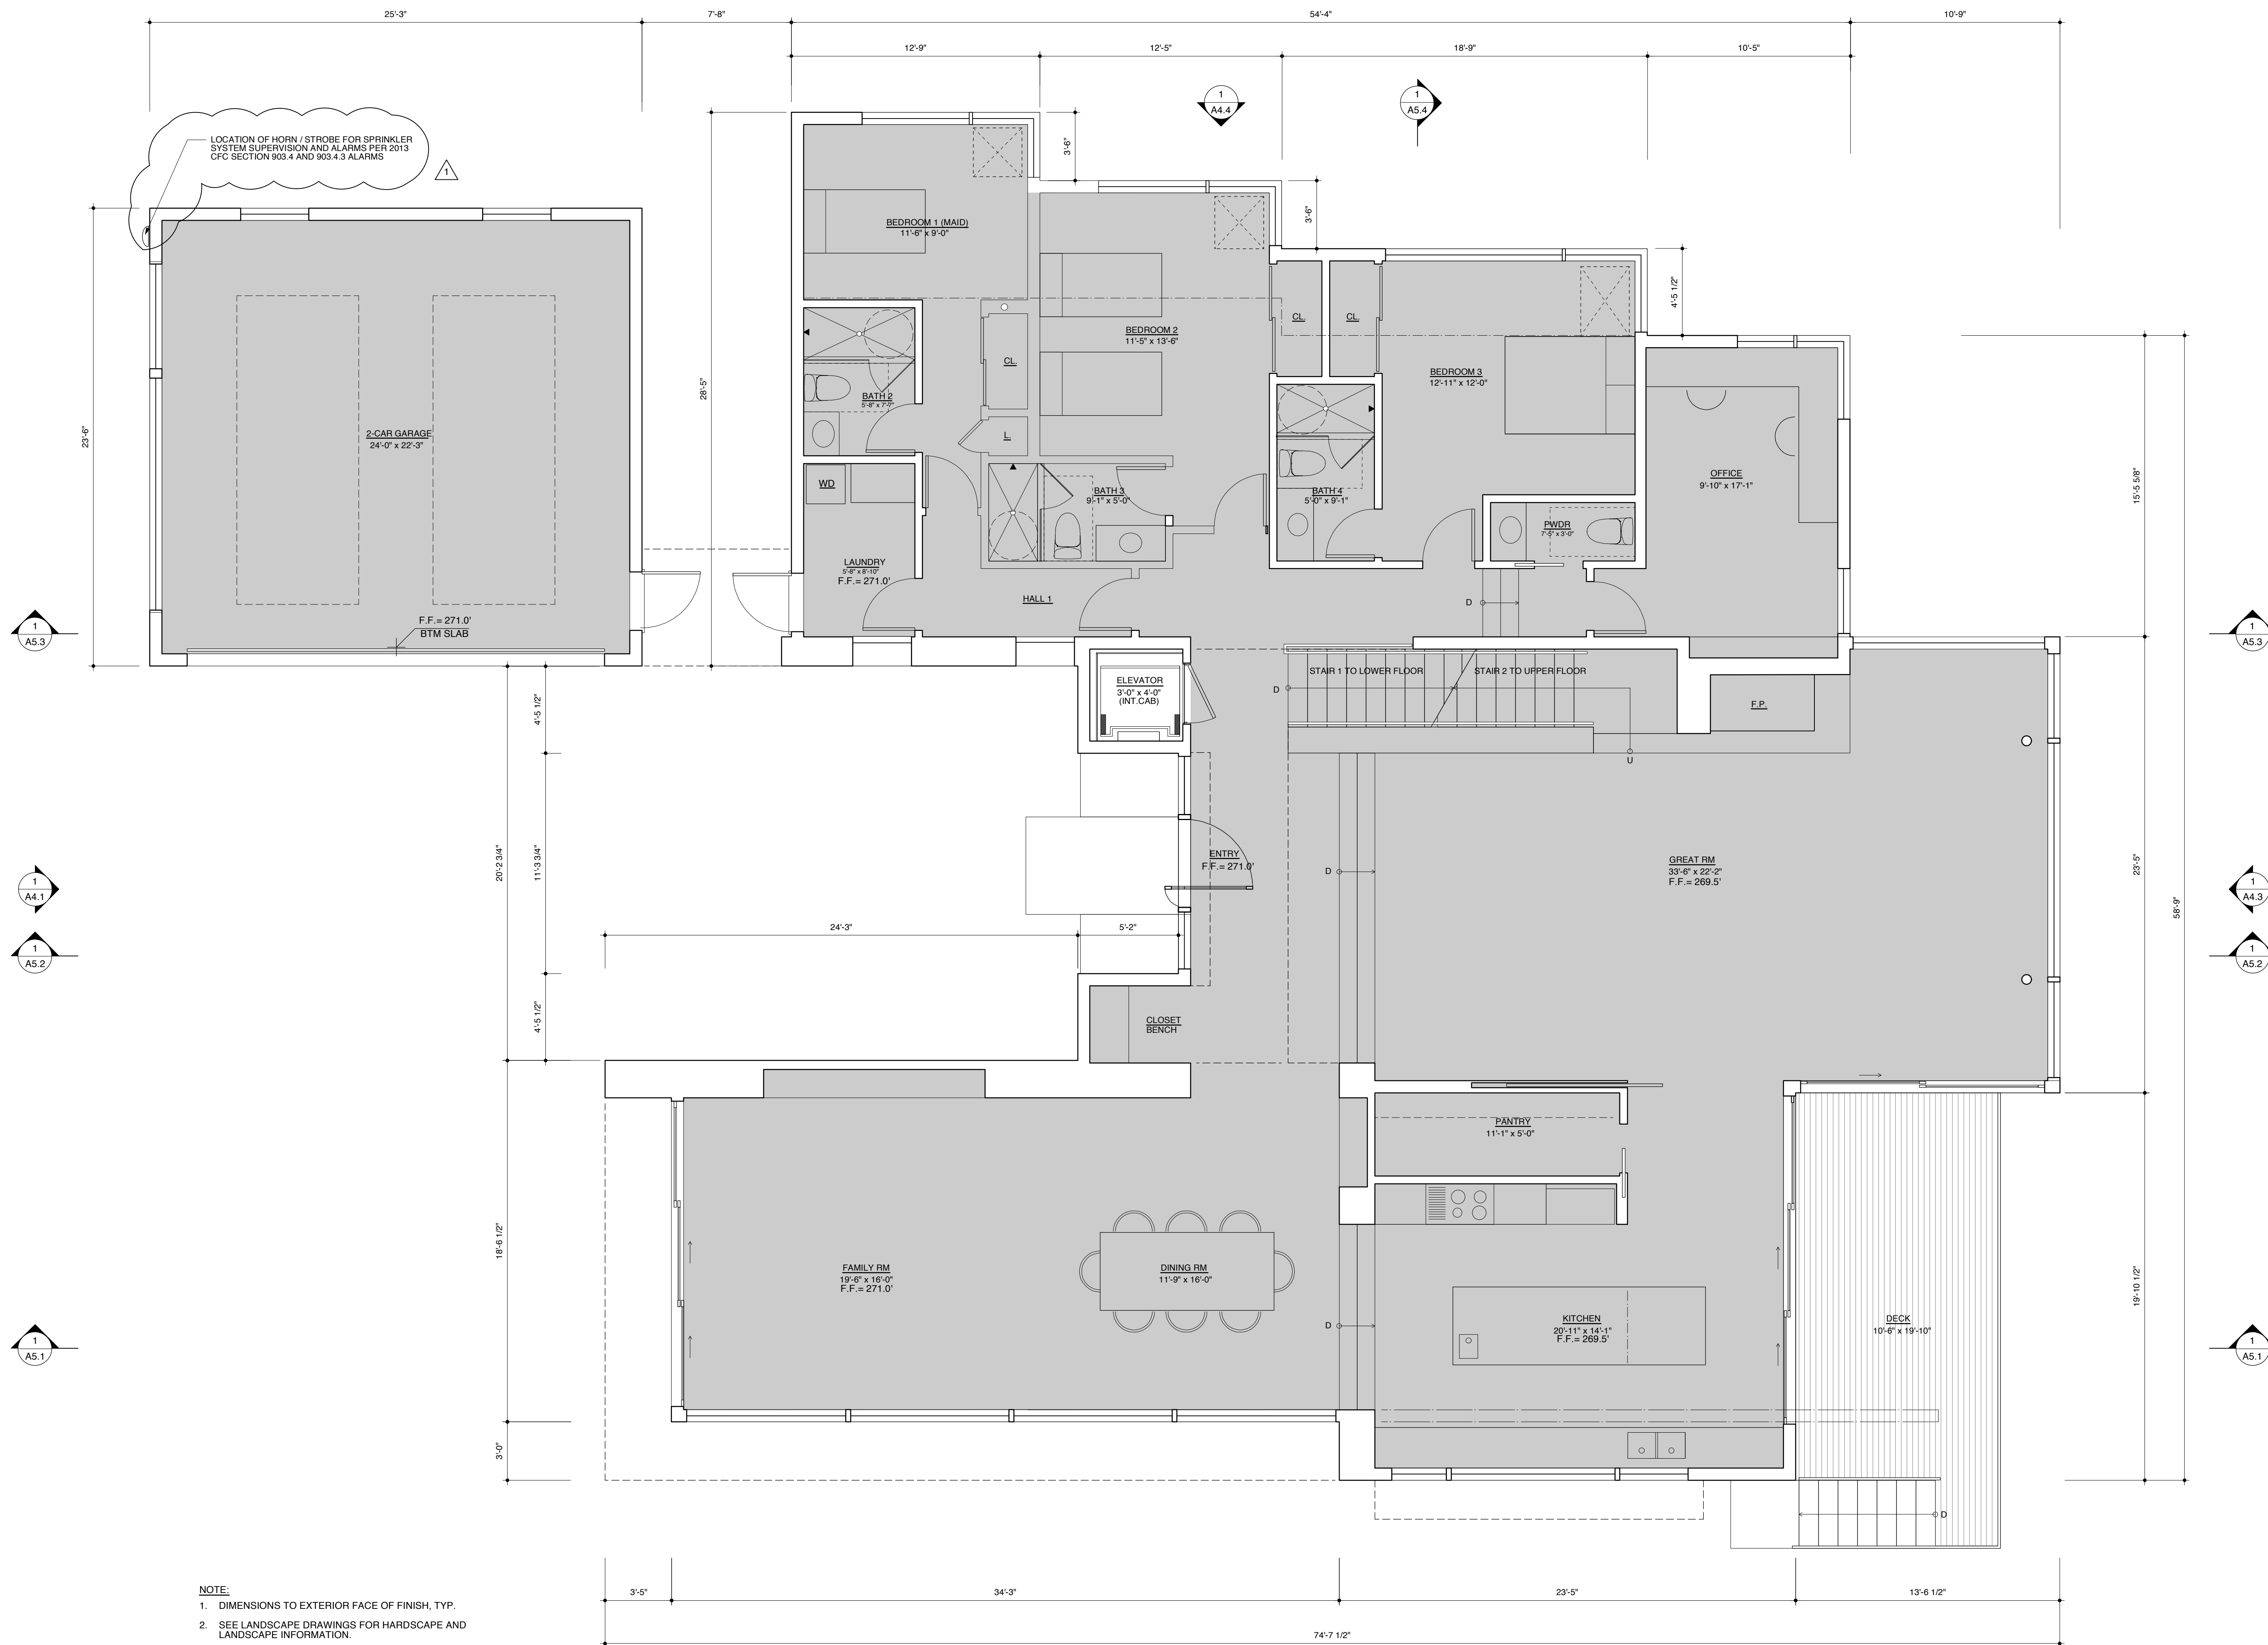 25'-3"
7'-8"
54'-4"
10'-9"
12'-9"
12'-5"
18'-9"
10'-5"
1
A4.4
1
A5.4
LOCATION OF HORN / STROBE FOR SPRINKLER
SYSTEM SUPERVISION AND ALARMS PER 2013
CFC SECTION 903.4 AND 903.4.3 ALARMS
1
3'-6"
3'-6"
4'-5 1/2"
28'-5"
23'-6"
15'-5 5/8"
BEDROOM 1 (MAID)
11'-6" x 9'-0"
BEDROOM 2
11'-5" x 13'-6"
CL.
CL.
CL.
L.
BEDROOM 3
12'-11" x 12'-0"
BATH 2
5'-8" x 7'-7"
2-CAR GARAGE
24'-0" x 22'-3"
WD
BATH 3
9'-1" x 5'-0"
BATH 4
5'-0" x 9'-1"
OFFICE
9'-10" x 17'-1"
PWDR
7'-5" x 3'-0"
LAUNDRY
5'-8" x 8'-10"
F.F.= 271.0'
HALL 1
D
F.F.= 271.0'
BTM SLAB
1
A5.3
1
A5.3
ELEVATOR
3'-0" x 4'-0"
(INT.CAB)
STAIR 1 TO LOWER FLOOR
STAIR 2 TO UPPER FLOOR
D
U
F.P.
4'-5 1/2"
20'-2 3/4"
11'-3 3/4"
4'-5 1/2"
ENTRY
F.F.= 271.0'
D
GREAT RM
33'-6" x 22'-2"
F.F.= 269.5'
23'-5"
58'-9"
1
A4.1
1
A4.3
1
A5.2
1
A5.2
24'-3"
5'-2"
CLOSET
BENCH
PANTRY
11'-1" x 5'-0"
18'-6 1/2"
19'-10 1/2"
FAMILY RM
19'-6" x 16'-0"
F.F.= 271.0'
DINING RM
11'-9" x 16'-0"
D
KITCHEN
20'-11" x 14'-1"
F.F.= 269.5'
DECK
10'-6" x 19'-10"
1
A5.1
1
A5.1
3'-0"
D
NOTE:
1. DIMENSIONS TO EXTERIOR FACE OF FINISH, TYP.
2. SEE LANDSCAPE DRAWINGS FOR HARDSCAPE AND
LANDSCAPE INFORMATION.
3'-5"
34'-3"
23'-5"
13'-6 1/2"
74'-7 1/2"